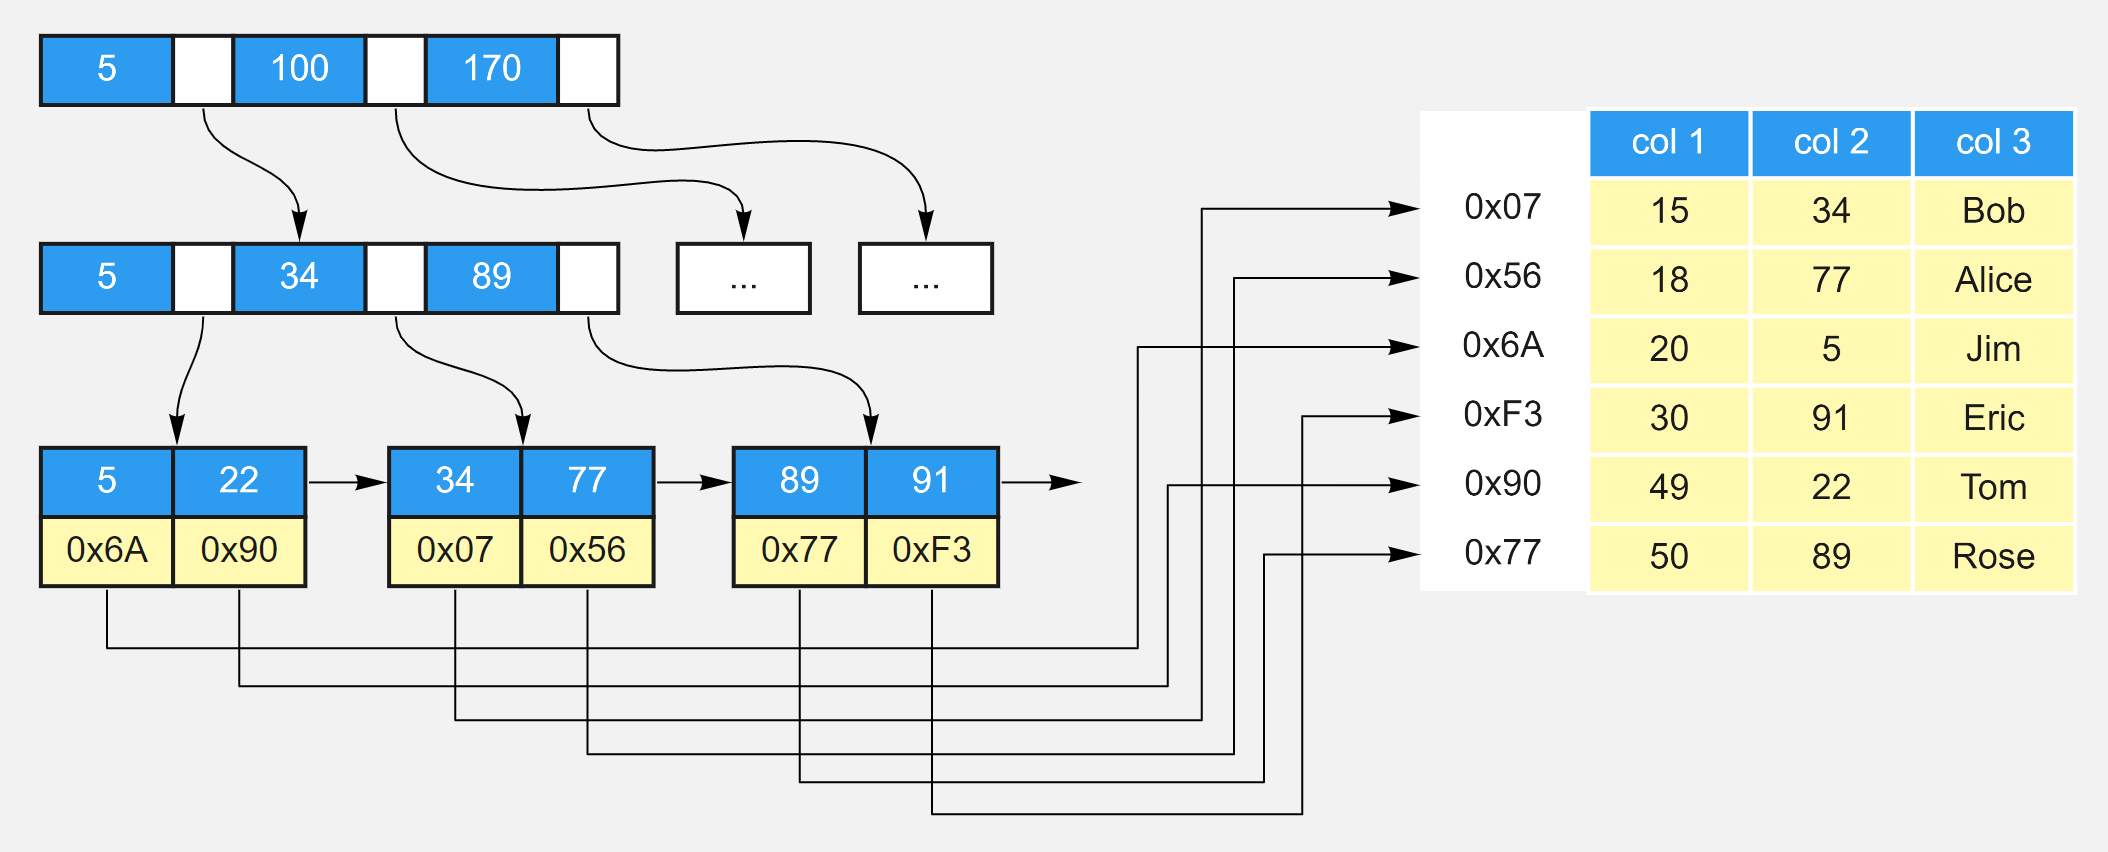 5 100 170
5 34 89 ... ...
5 22 34 77 89 91
0x6A 0x90 0x07 0x56 0x77 0xF3
col 1 col 2 col 3
0x07 15 34 Bob
0x56 18 77 Alice
0x6A 20 5 Jim
0xF3 30 91 Eric
0x90 49 22 Tom
0x77 50 89 Rose